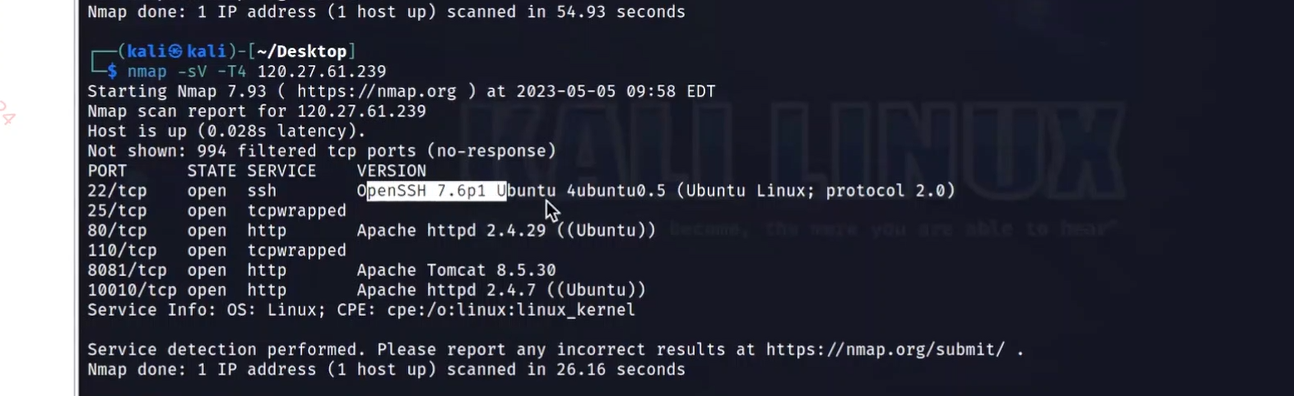 Nmap done: 1 IP address (1 host up) scanned in 54.93 seconds
┌──(kali㉿kali)-[~/Desktop]
└─$ nmap -sV -T4 120.27.61.239
Starting Nmap 7.93 ( https://nmap.org ) at 2023-05-05 09:58 EDT
Nmap scan report for 120.27.61.239
Host is up (0.028s latency).
Not shown: 994 filtered tcp ports (no-response)
PORT      STATE SERVICE    VERSION
22/tcp    open  ssh        OpenSSH 7.6p1 Ubuntu 4ubuntu0.5 (Ubuntu Linux; protocol 2.0)
25/tcp    open  tcpwrapped
80/tcp    open  http       Apache httpd 2.4.29 ((Ubuntu))
110/tcp   open  tcpwrapped
8081/tcp  open  http       Apache Tomcat 8.5.30
10010/tcp open  http       Apache httpd 2.4.7 ((Ubuntu))
Service Info: OS: Linux; CPE: cpe:/o:linux:linux_kernel
Service detection performed. Please report any incorrect results at https://nmap.org/submit/ .
Nmap done: 1 IP address (1 host up) scanned in 26.16 seconds
KALI LINUX
become, the more you are able to hear"